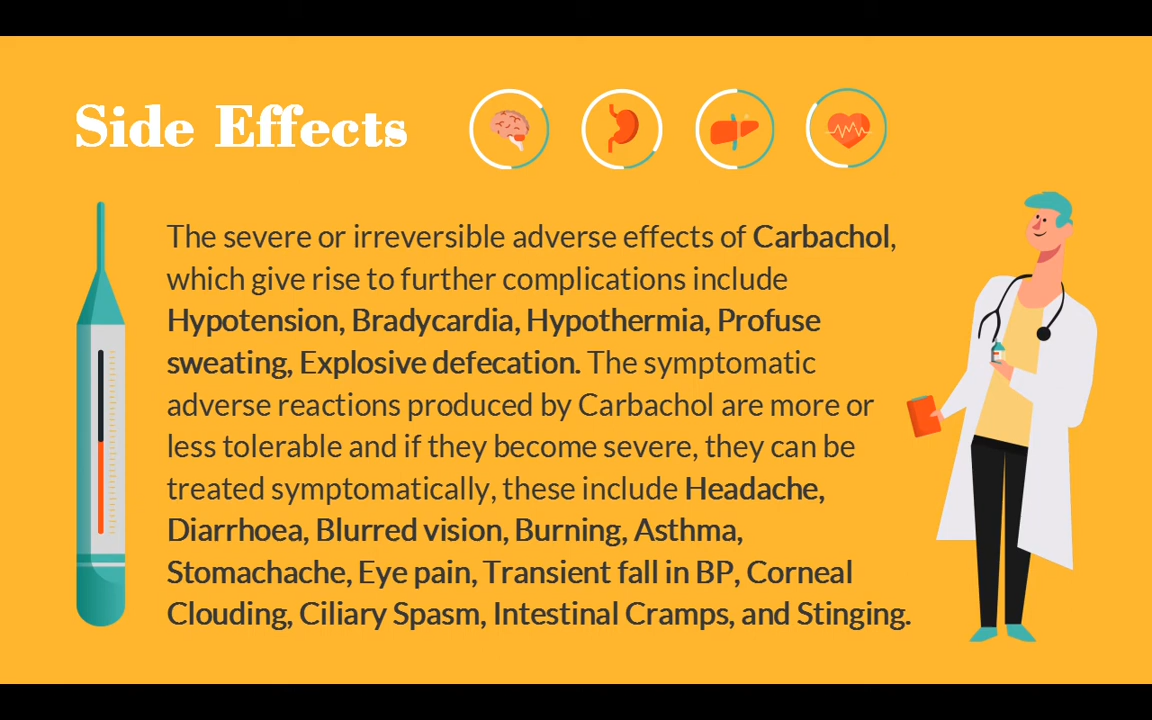 Side Effects
The severe or irreversible adverse effects of Carbachol,
which give rise to further complications include
Hypotension, Bradycardia, Hypothermia, Profuse
sweating, Explosive defecation. The symptomatic
adverse reactions produced by Carbachol are more or
less tolerable and if they become severe, they can be
treated symptomatically, these include Headache,
Diarrhoea, Blurred vision, Burning, Asthma,
Stomachache, Eye pain, Transient fall in BP, Corneal
Clouding, Ciliary Spasm, Intestinal Cramps, and Stinging.